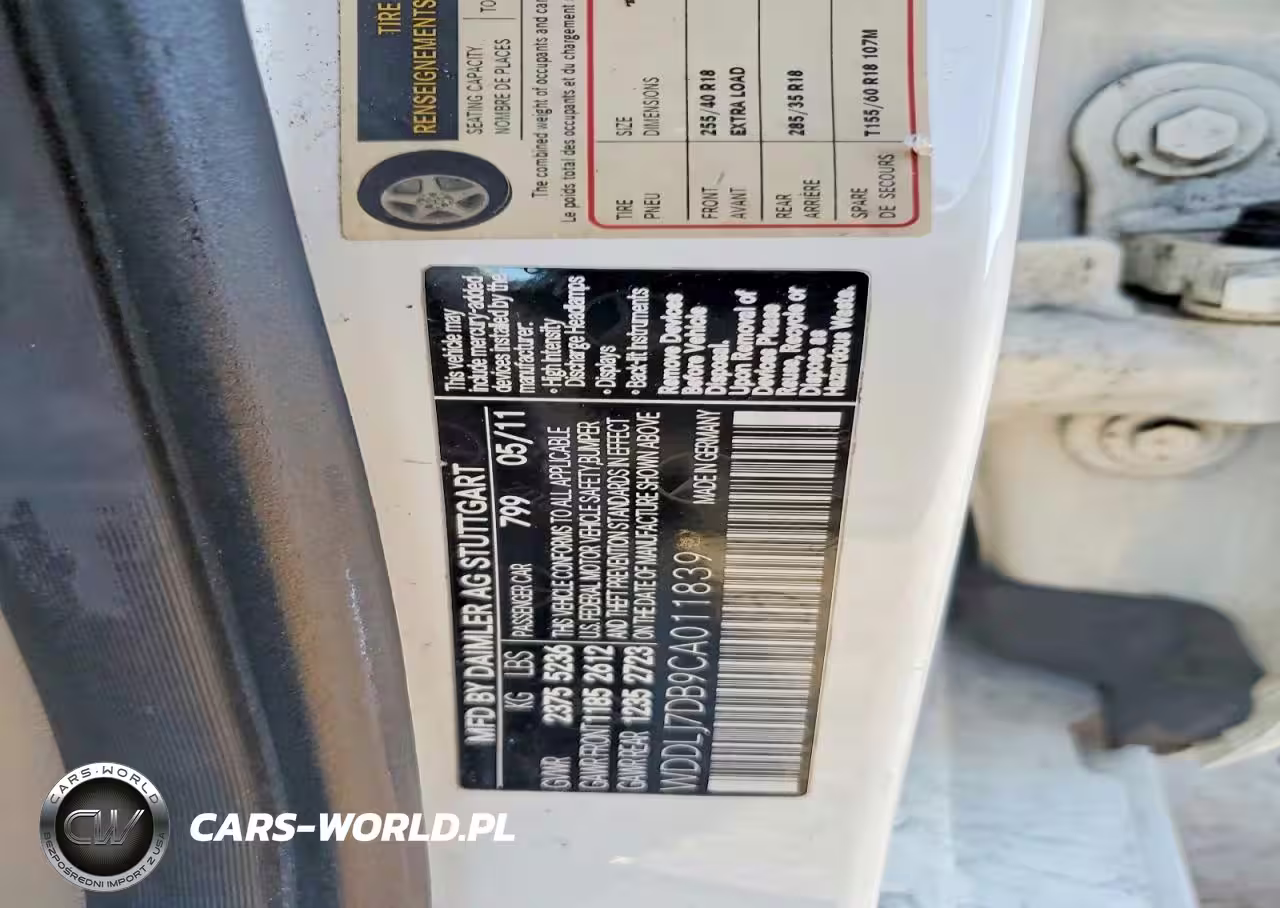 TIRE
RENSEIGNEMENTS
SEATING CAPACITY
NOMBRE DE PLACES
TO
The combined weight of occupants and
Le poids total des occupants et du chargement
TIRE SIZE
PNEU DIMENSIONS
FRONT 255/40 R18
AVANT EXTRA LOAD
REAR 285/35 R18
ARRIÈRE
SPARE T155/60 R18 107M
DE SECOURS
MFD BY DAIMLER AG STUTTGART
KG LBS PASSENGER CAR 799 05/11
GVWR 2375 5236 THIS VEHICLE CONFORMS TO ALL APPLICABLE
GAWR FRONT 1185 2612 U.S. FEDERAL MOTOR VEHICLE SAFETY, BUMPER
AND THEFT PREVENTION STANDARDS IN EFFECT
GAWR REAR 1235 2723 ON THE DATE OF MANUFACTURE SHOWN ABOVE
WDDLJ7DB9CA011839
MADE IN GERMANY
This vehicle may
include mercury-added
devices installed by the
manufacturer:
• High Intensity
Discharge Headlamps
• Displays
• Back-lit Instruments
Remove Devices
Before Vehicle
Disposal.
Upon Removal of
Devices Please
Reuse, Recycle or
Dispose as
Hazardous Waste.
CARS-WORLD
CW
BEZPOŚREDNI IMPORT Z USA
CARS-WORLD.PL